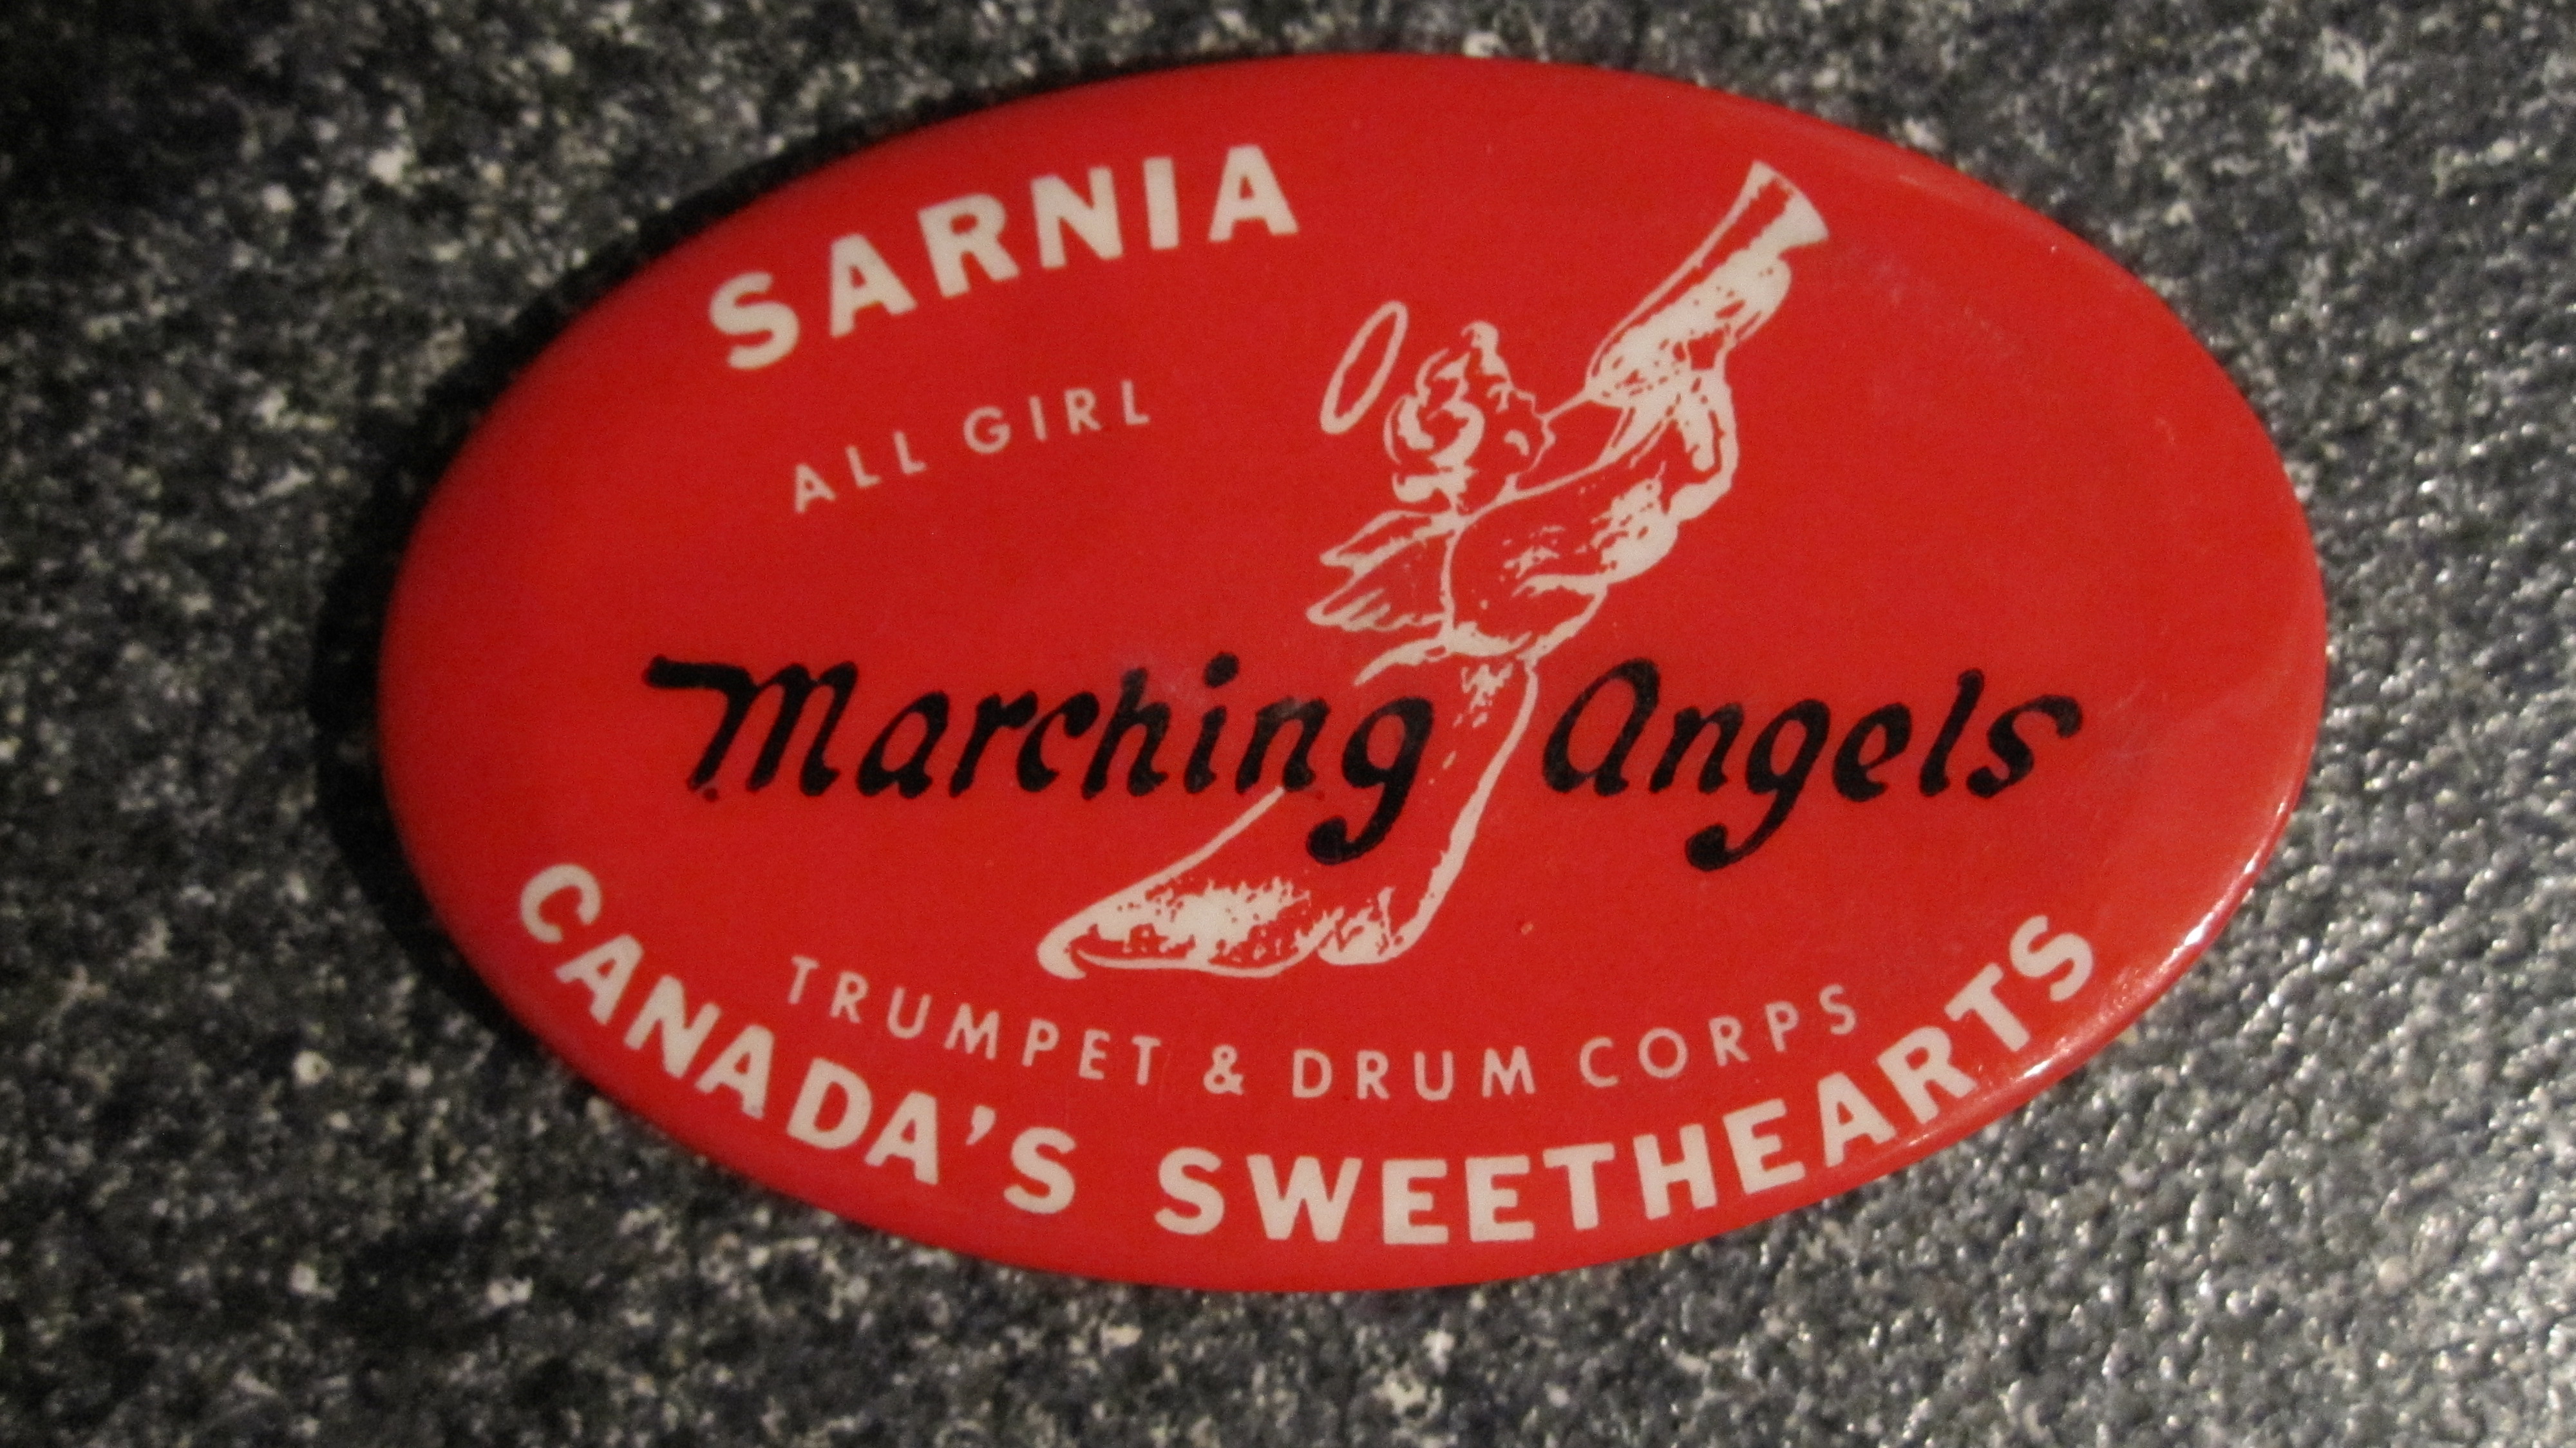 SARNIA
ALL GIRL
Marching Angels
TRUMPET & DRUM CORPS
CANADA'S SWEETHEARTS